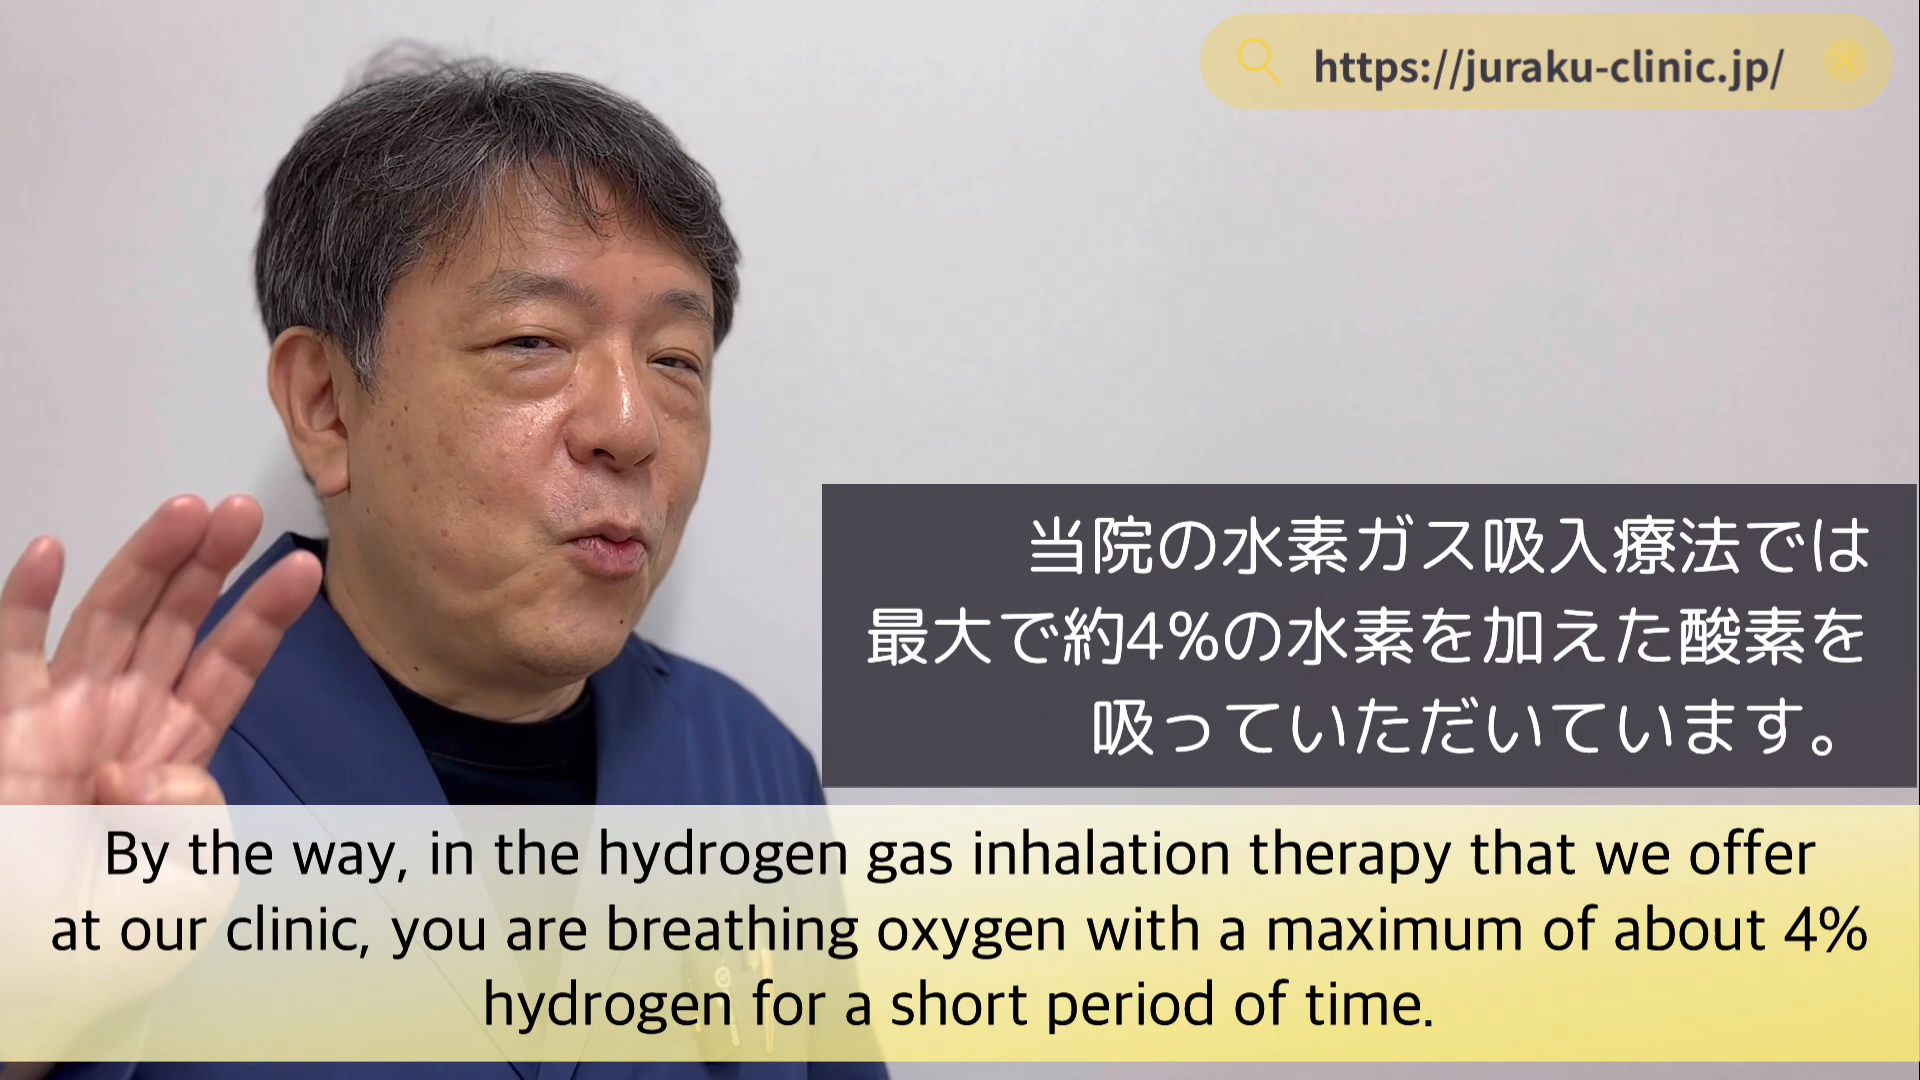 https://juraku-clinic.jp/
当院の水素ガス吸入療法では
最大で約4%の水素を加えた酸素を
吸っていただいています。
By the way, in the hydrogen gas inhalation therapy that we offer
at our clinic, you are breathing oxygen with a maximum of about 4%
hydrogen for a short period of time.